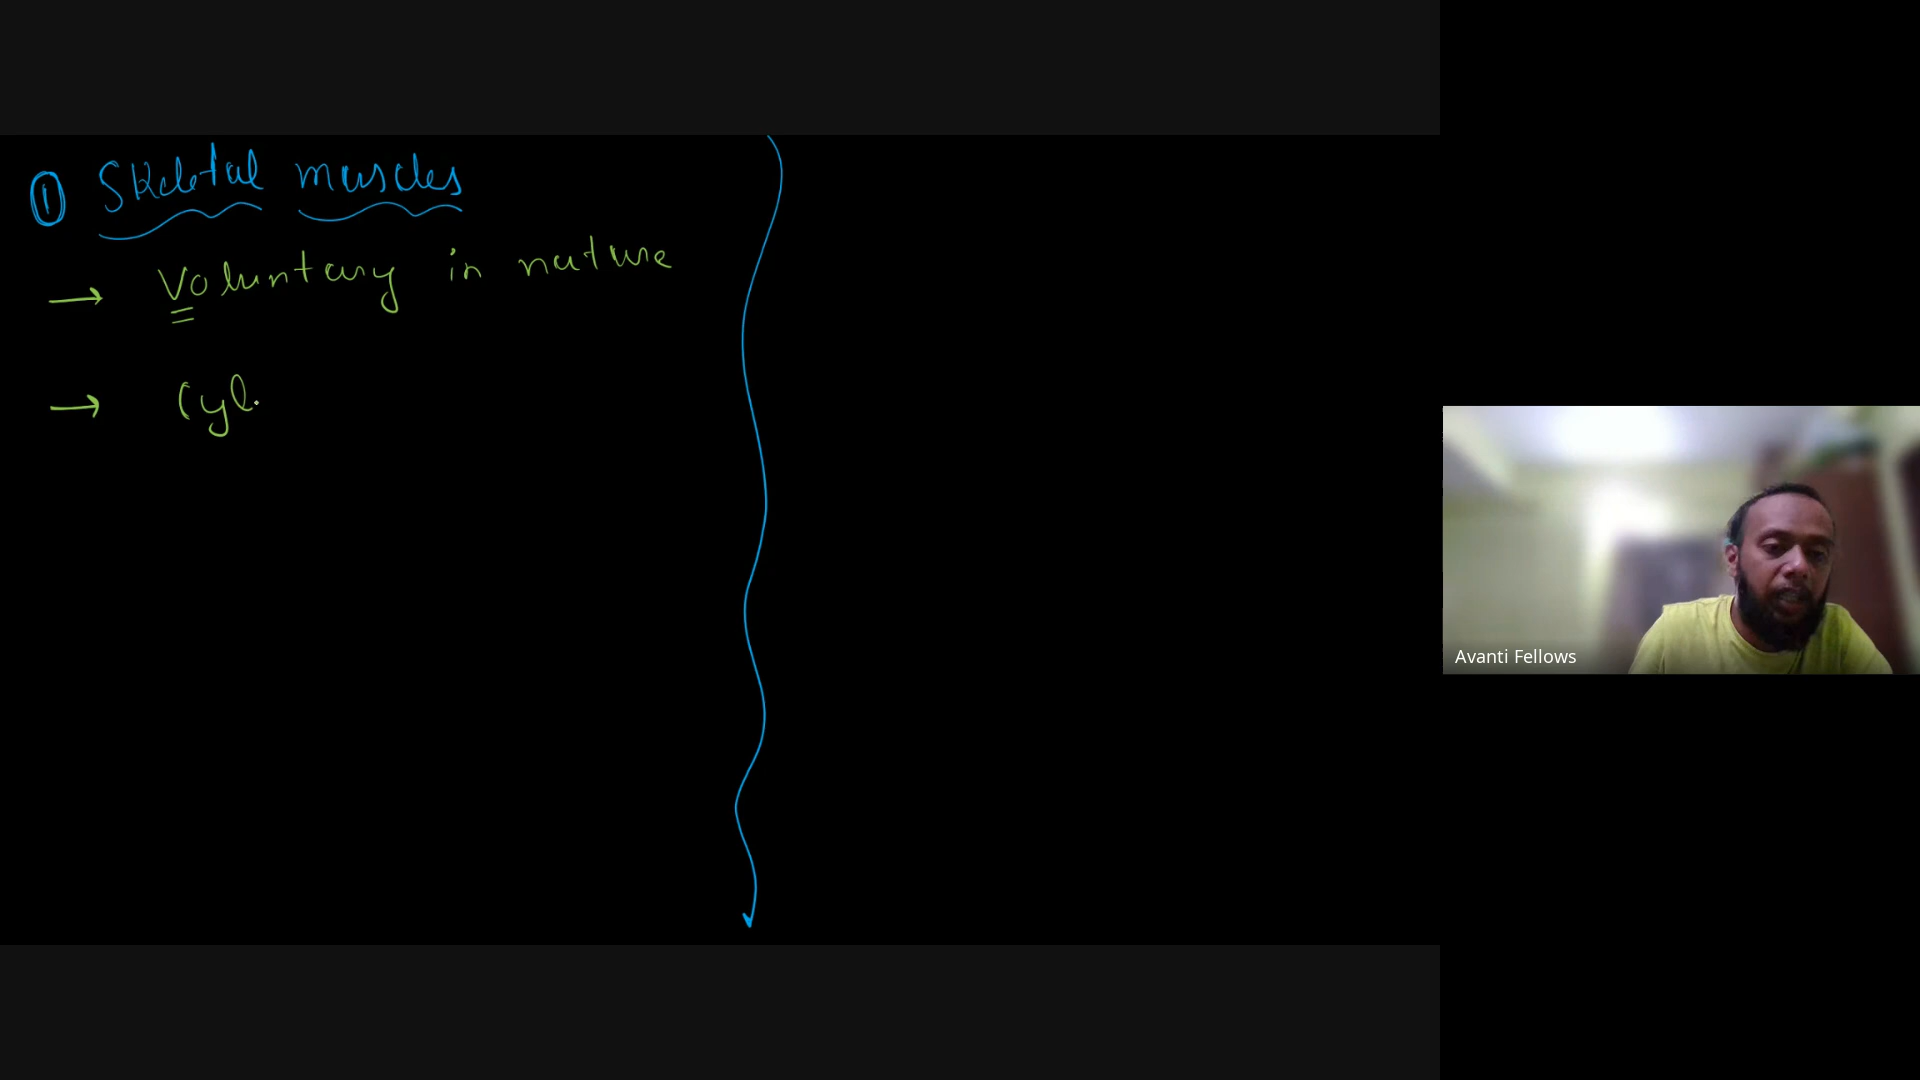 ① Skeletal muscles
→ Voluntary in nature
→ Cyl
Avanti Fellows